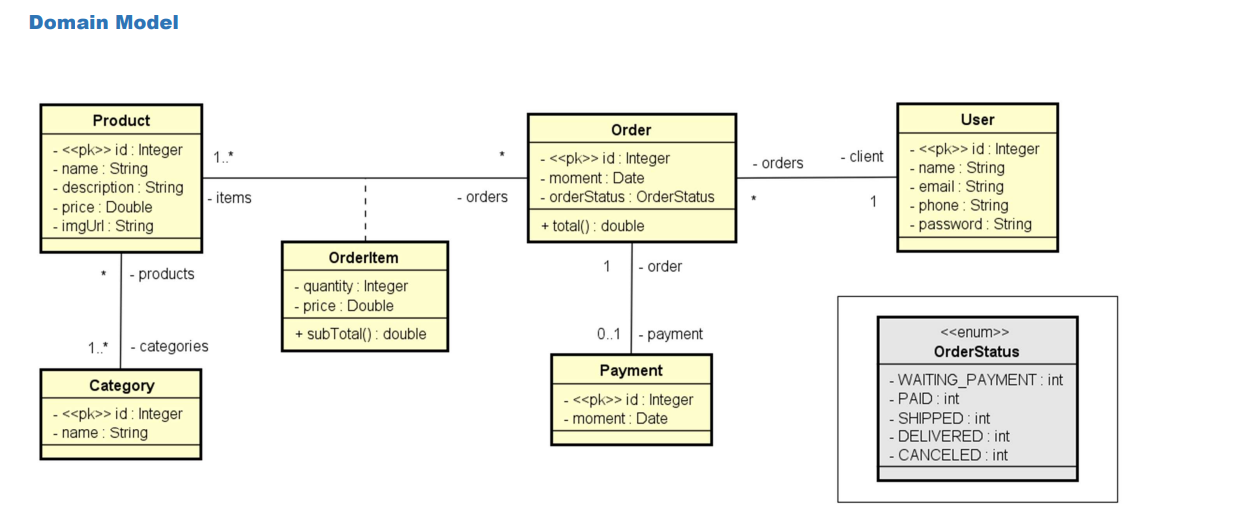 Domain Model
Product
- <<pk>> id : Integer
- name : String
- description : String
- price : Double
- imgUrl : String
1..*
- items
*
- orders
Order
- <<pk>> id : Integer
- moment : Date
- orderStatus : OrderStatus
+ total() : double
- orders
*
- client
1
User
- <<pk>> id : Integer
- name : String
- email : String
- phone : String
- password : String
OrderItem
- quantity : Integer
- price : Double
+ subTotal() : double
* - products
1..* - categories
Category
- <<pk>> id : Integer
- name : String
1 - order
0..1 - payment
Payment
- <<pk>> id : Integer
- moment : Date
<<enum>>
OrderStatus
- WAITING_PAYMENT : int
- PAID : int
- SHIPPED : int
- DELIVERED : int
- CANCELED : int